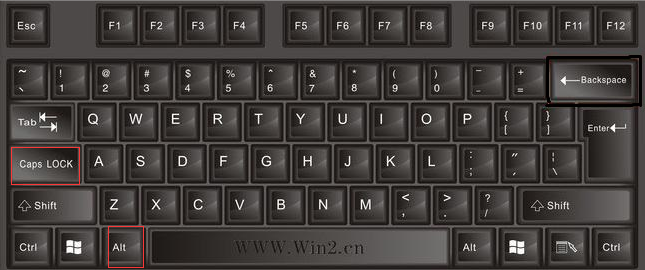 Esc F1 F2 F3 F4 F5 F6 F7 F8 F9 F10 F11 F12
~ ! @ # $ % ^ & * ( ) _ +
` 1 2 3 4 5 6 7 8 9 0 - = ←Backspace
Tab Q W E R T Y U I O P { [ } ] Enter
Caps LOCK A S D F G H J K L : ; " ' | \
Shift Z X C V B N M < , > . ? / Shift
Ctrl Alt WWW.Win2.cn Alt Ctrl